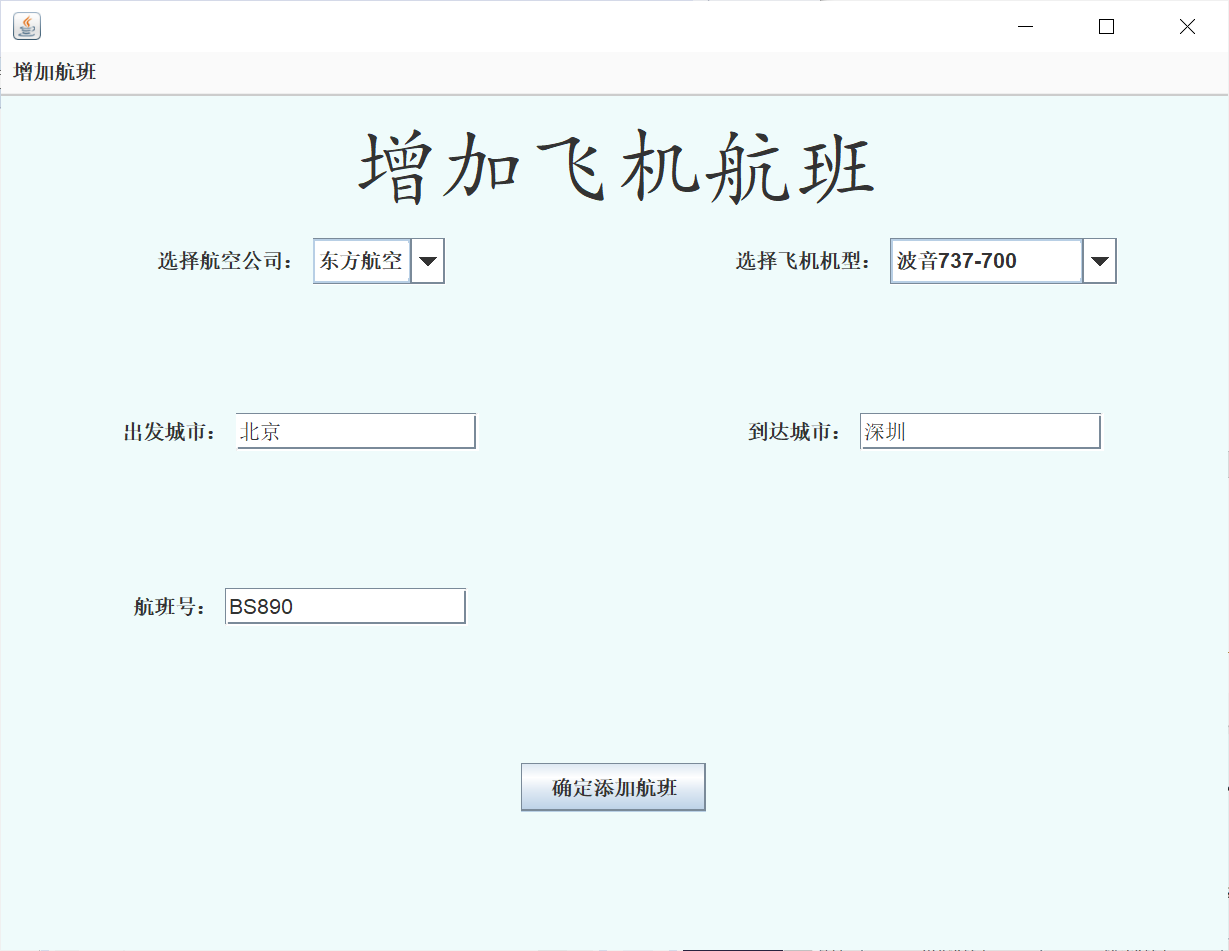 增加航班
增加飞机航班
选择航空公司： 东方航空 选择飞机机型： 波音737-700
出发城市： 北京 到达城市： 深圳
航班号： BS890
确定添加航班